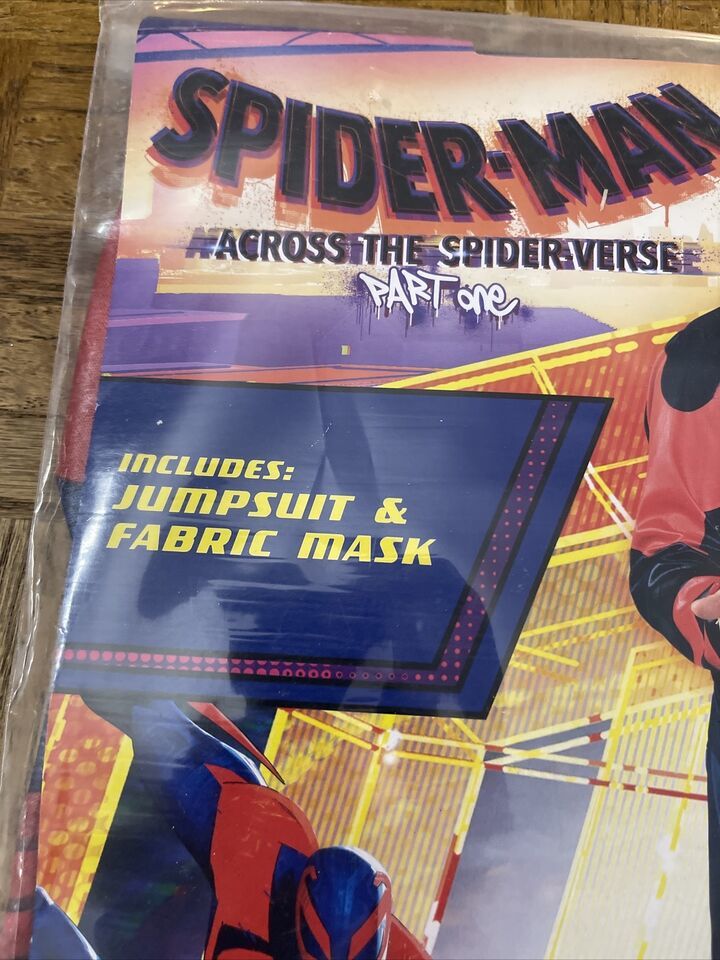 SPIDER-MAN
ACROSS THE SPIDER-VERSE
PART one
INCLUDES:
JUMPSUIT &
FABRIC MASK